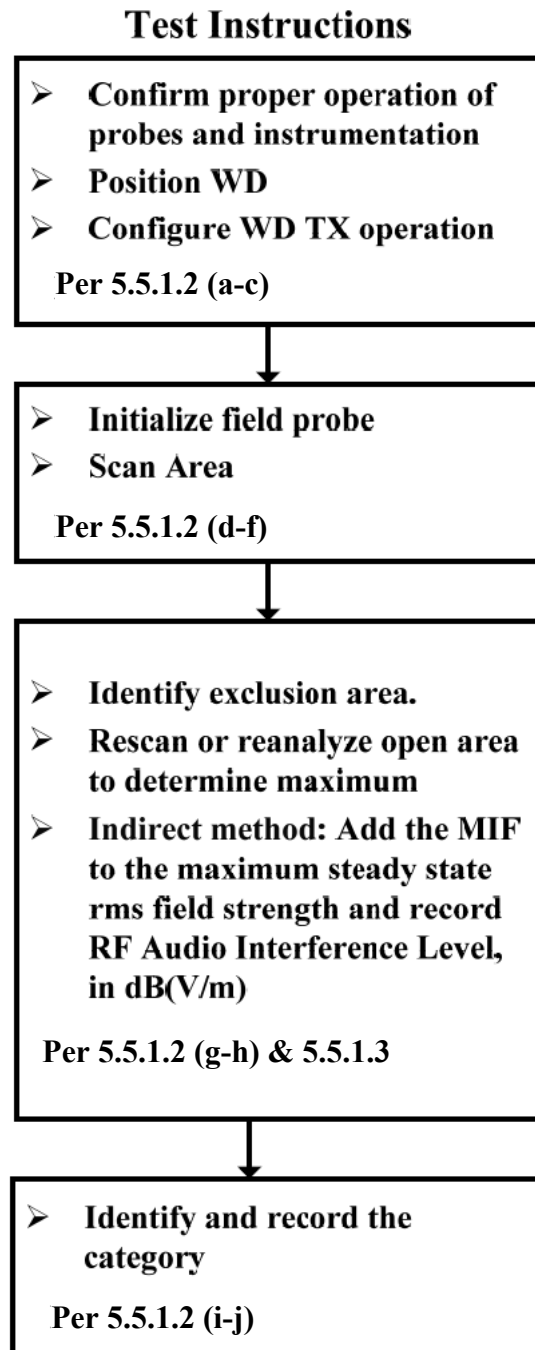 Test Instructions
➢ Confirm proper operation of
probes and instrumentation
➢ Position WD
➢ Configure WD TX operation
Per 5.5.1.2 (a-c)
➢ Initialize field probe
➢ Scan Area
Per 5.5.1.2 (d-f)
➢ Identify exclusion area.
➢ Rescan or reanalyze open area
to determine maximum
➢ Indirect method: Add the MIF
to the maximum steady state
rms field strength and record
RF Audio Interference Level,
in dB(V/m)
Per 5.5.1.2 (g-h) & 5.5.1.3
➢ Identify and record the
category
Per 5.5.1.2 (i-j)